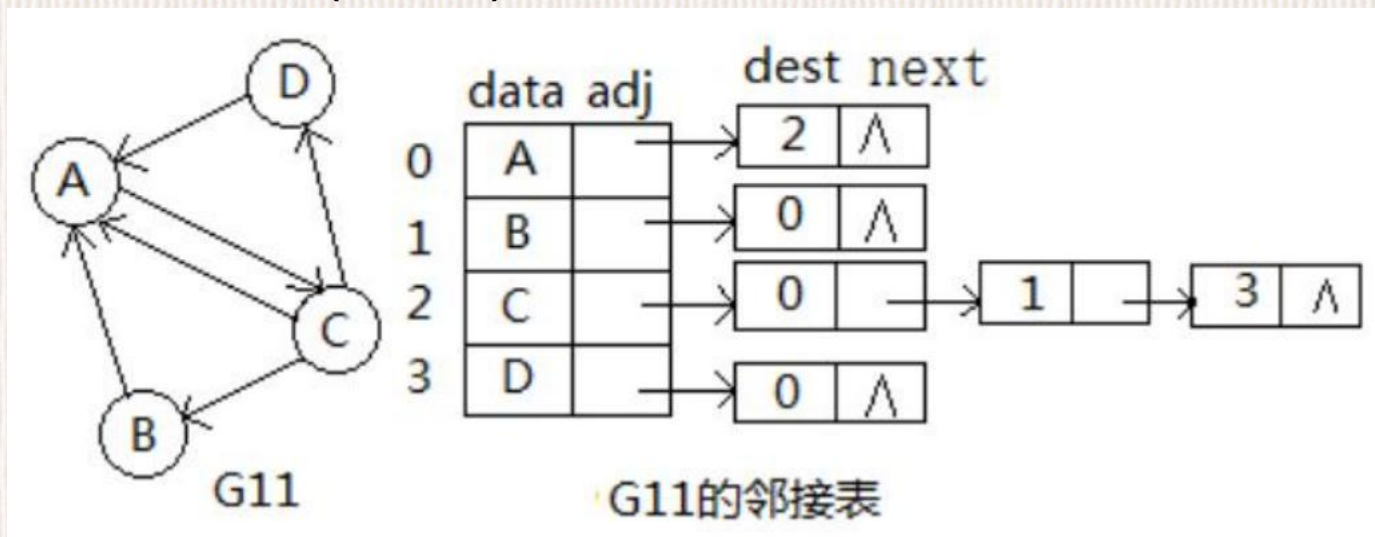 D
A
C
B
G11
data adj
dest next
0 A 2 ∧
1 B 0 ∧
2 C 0 1 3 ∧
3 D 0 ∧
G11的邻接表